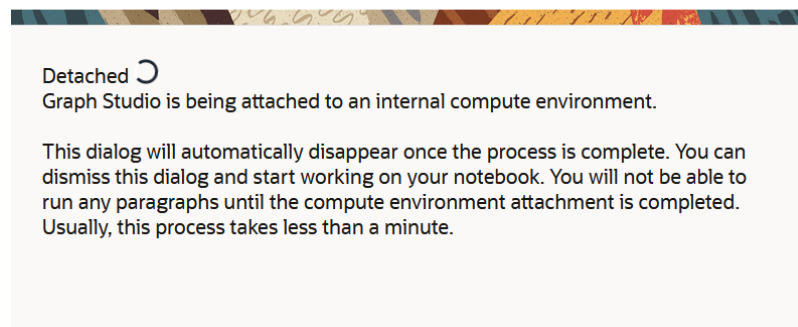 Detached
Graph Studio is being attached to an internal compute environment.
This dialog will automatically disappear once the process is complete. You can
dismiss this dialog and start working on your notebook. You will not be able to
run any paragraphs until the compute environment attachment is completed.
Usually, this process takes less than a minute.